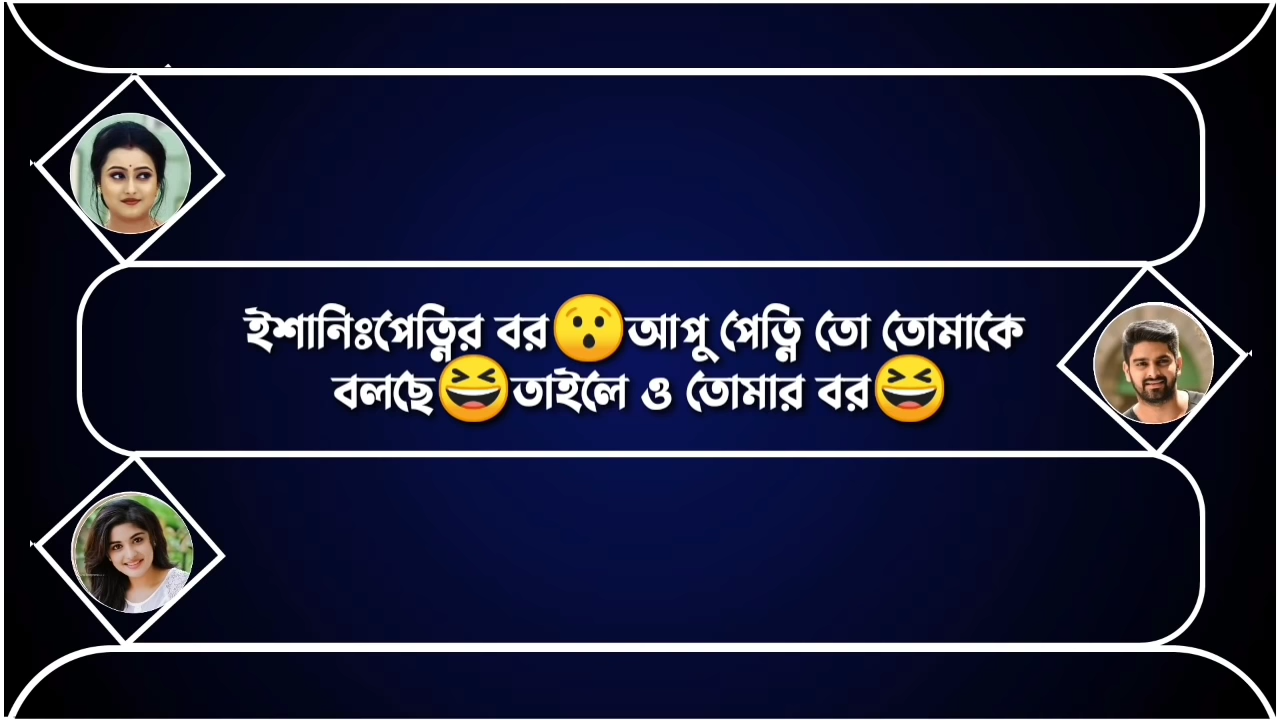 ইশানিঃপেত্নির বর😯আপু পেত্নি তো তোমাকে
বলছে😆তাইলে ও তোমার বর😆